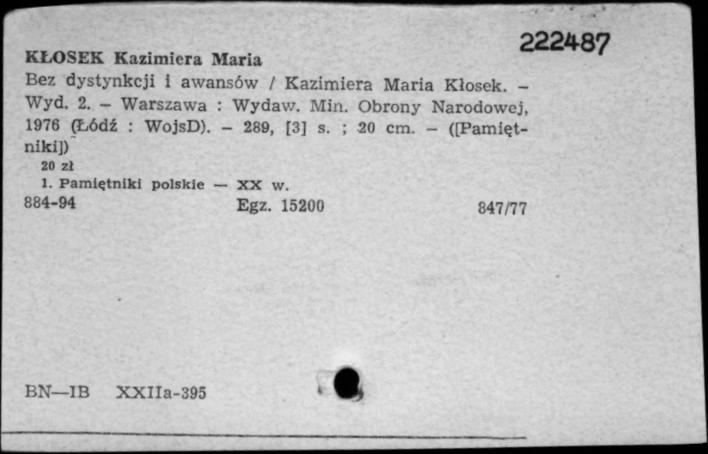 222487
KŁOSEK Kazimiera Maria
Bez dystynkcji i awansów / Kazimiera Maria Kłosek. –
Wyd. 2. – Warszawa : Wydaw. Min. Obrony Narodowej,
1976 (Łódź : WojsD). – 289, [3] s. ; 20 cm. – ([Pamięt-
niki])
20 zł
1. Pamiętniki polskie — XX w.
884-94 Egz. 15200 847/77
BN—IB XXIIa-395